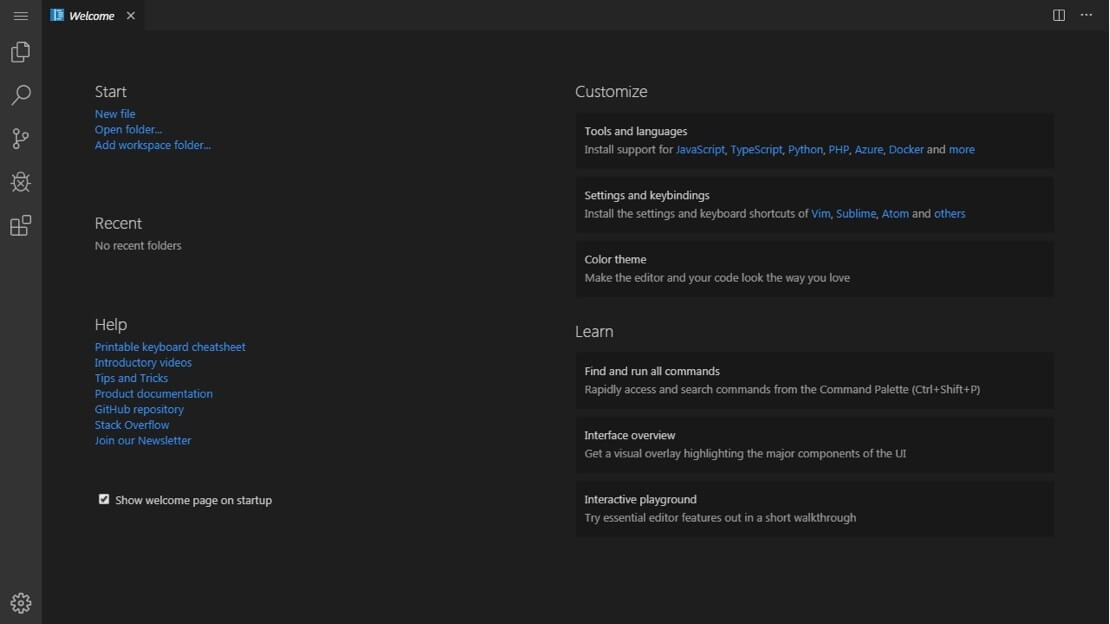 Welcome
Start
New file
Open folder...
Add workspace folder...
Recent
No recent folders
Help
Printable keyboard cheatsheet
Introductory videos
Tips and Tricks
Product documentation
GitHub repository
Stack Overflow
Join our Newsletter
Show welcome page on startup
Customize
Tools and languages
Install support for JavaScript, TypeScript, Python, PHP, Azure, Docker and more
Settings and keybindings
Install the settings and keyboard shortcuts of Vim, Sublime, Atom and others
Color theme
Make the editor and your code look the way you love
Learn
Find and run all commands
Rapidly access and search commands from the Command Palette (Ctrl+Shift+P)
Interface overview
Get a visual overlay highlighting the major components of the UI
Interactive playground
Try essential editor features out in a short walkthrough